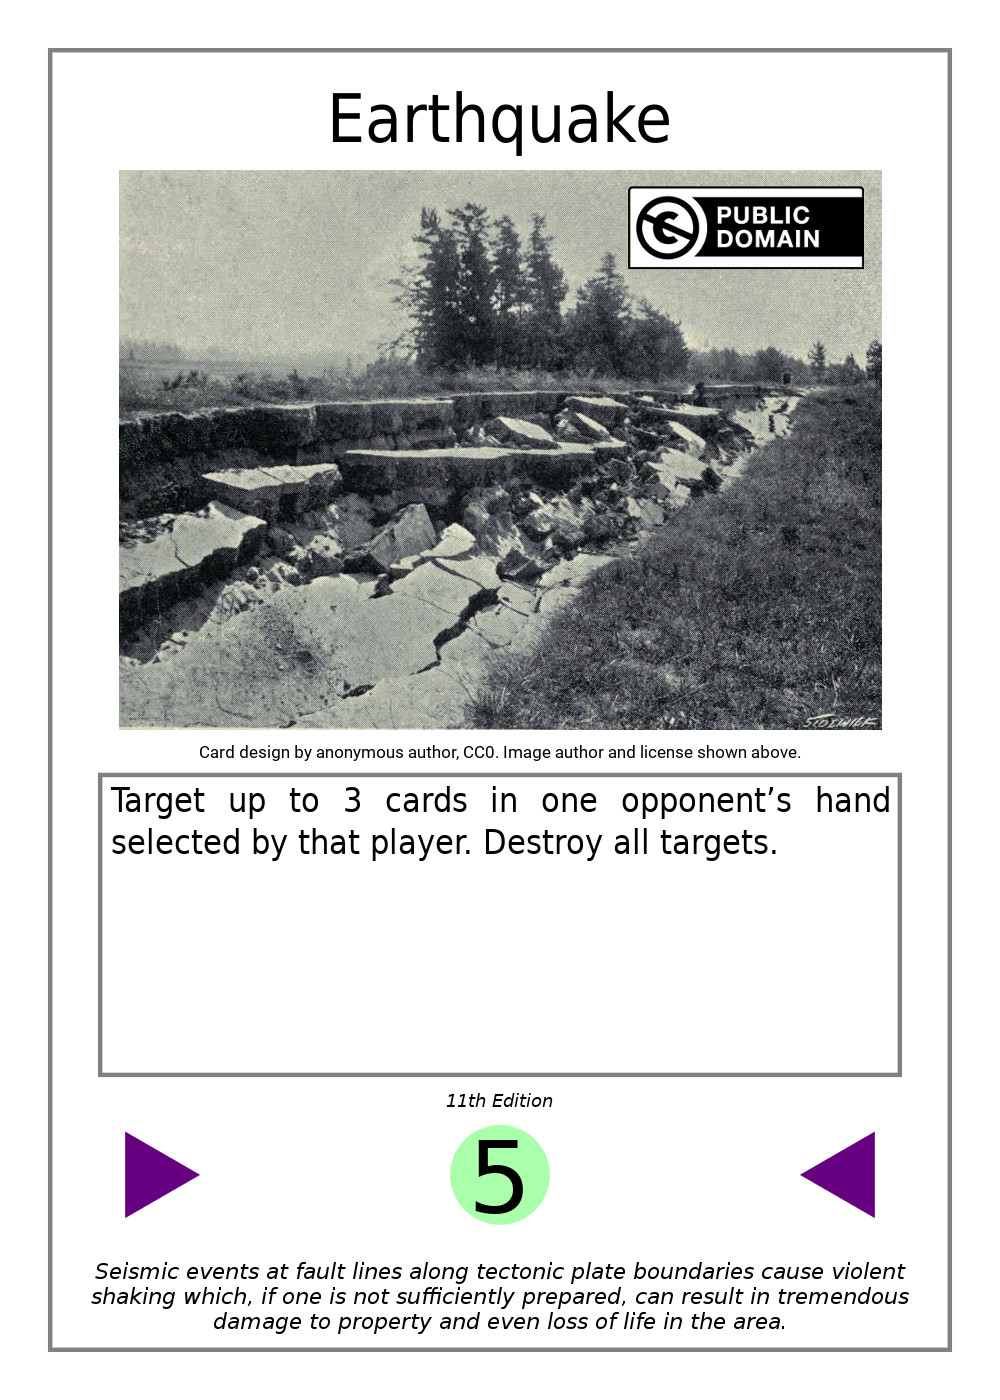 Earthquake
PUBLIC
DOMAIN
STDEWIEK
Card design by anonymous author, CC0. Image author and license shown above.
Target up to 3 cards in one opponent’s hand
selected by that player. Destroy all targets.
11th Edition
5
Seismic events at fault lines along tectonic plate boundaries cause violent
shaking which, if one is not sufficiently prepared, can result in tremendous
damage to property and even loss of life in the area.